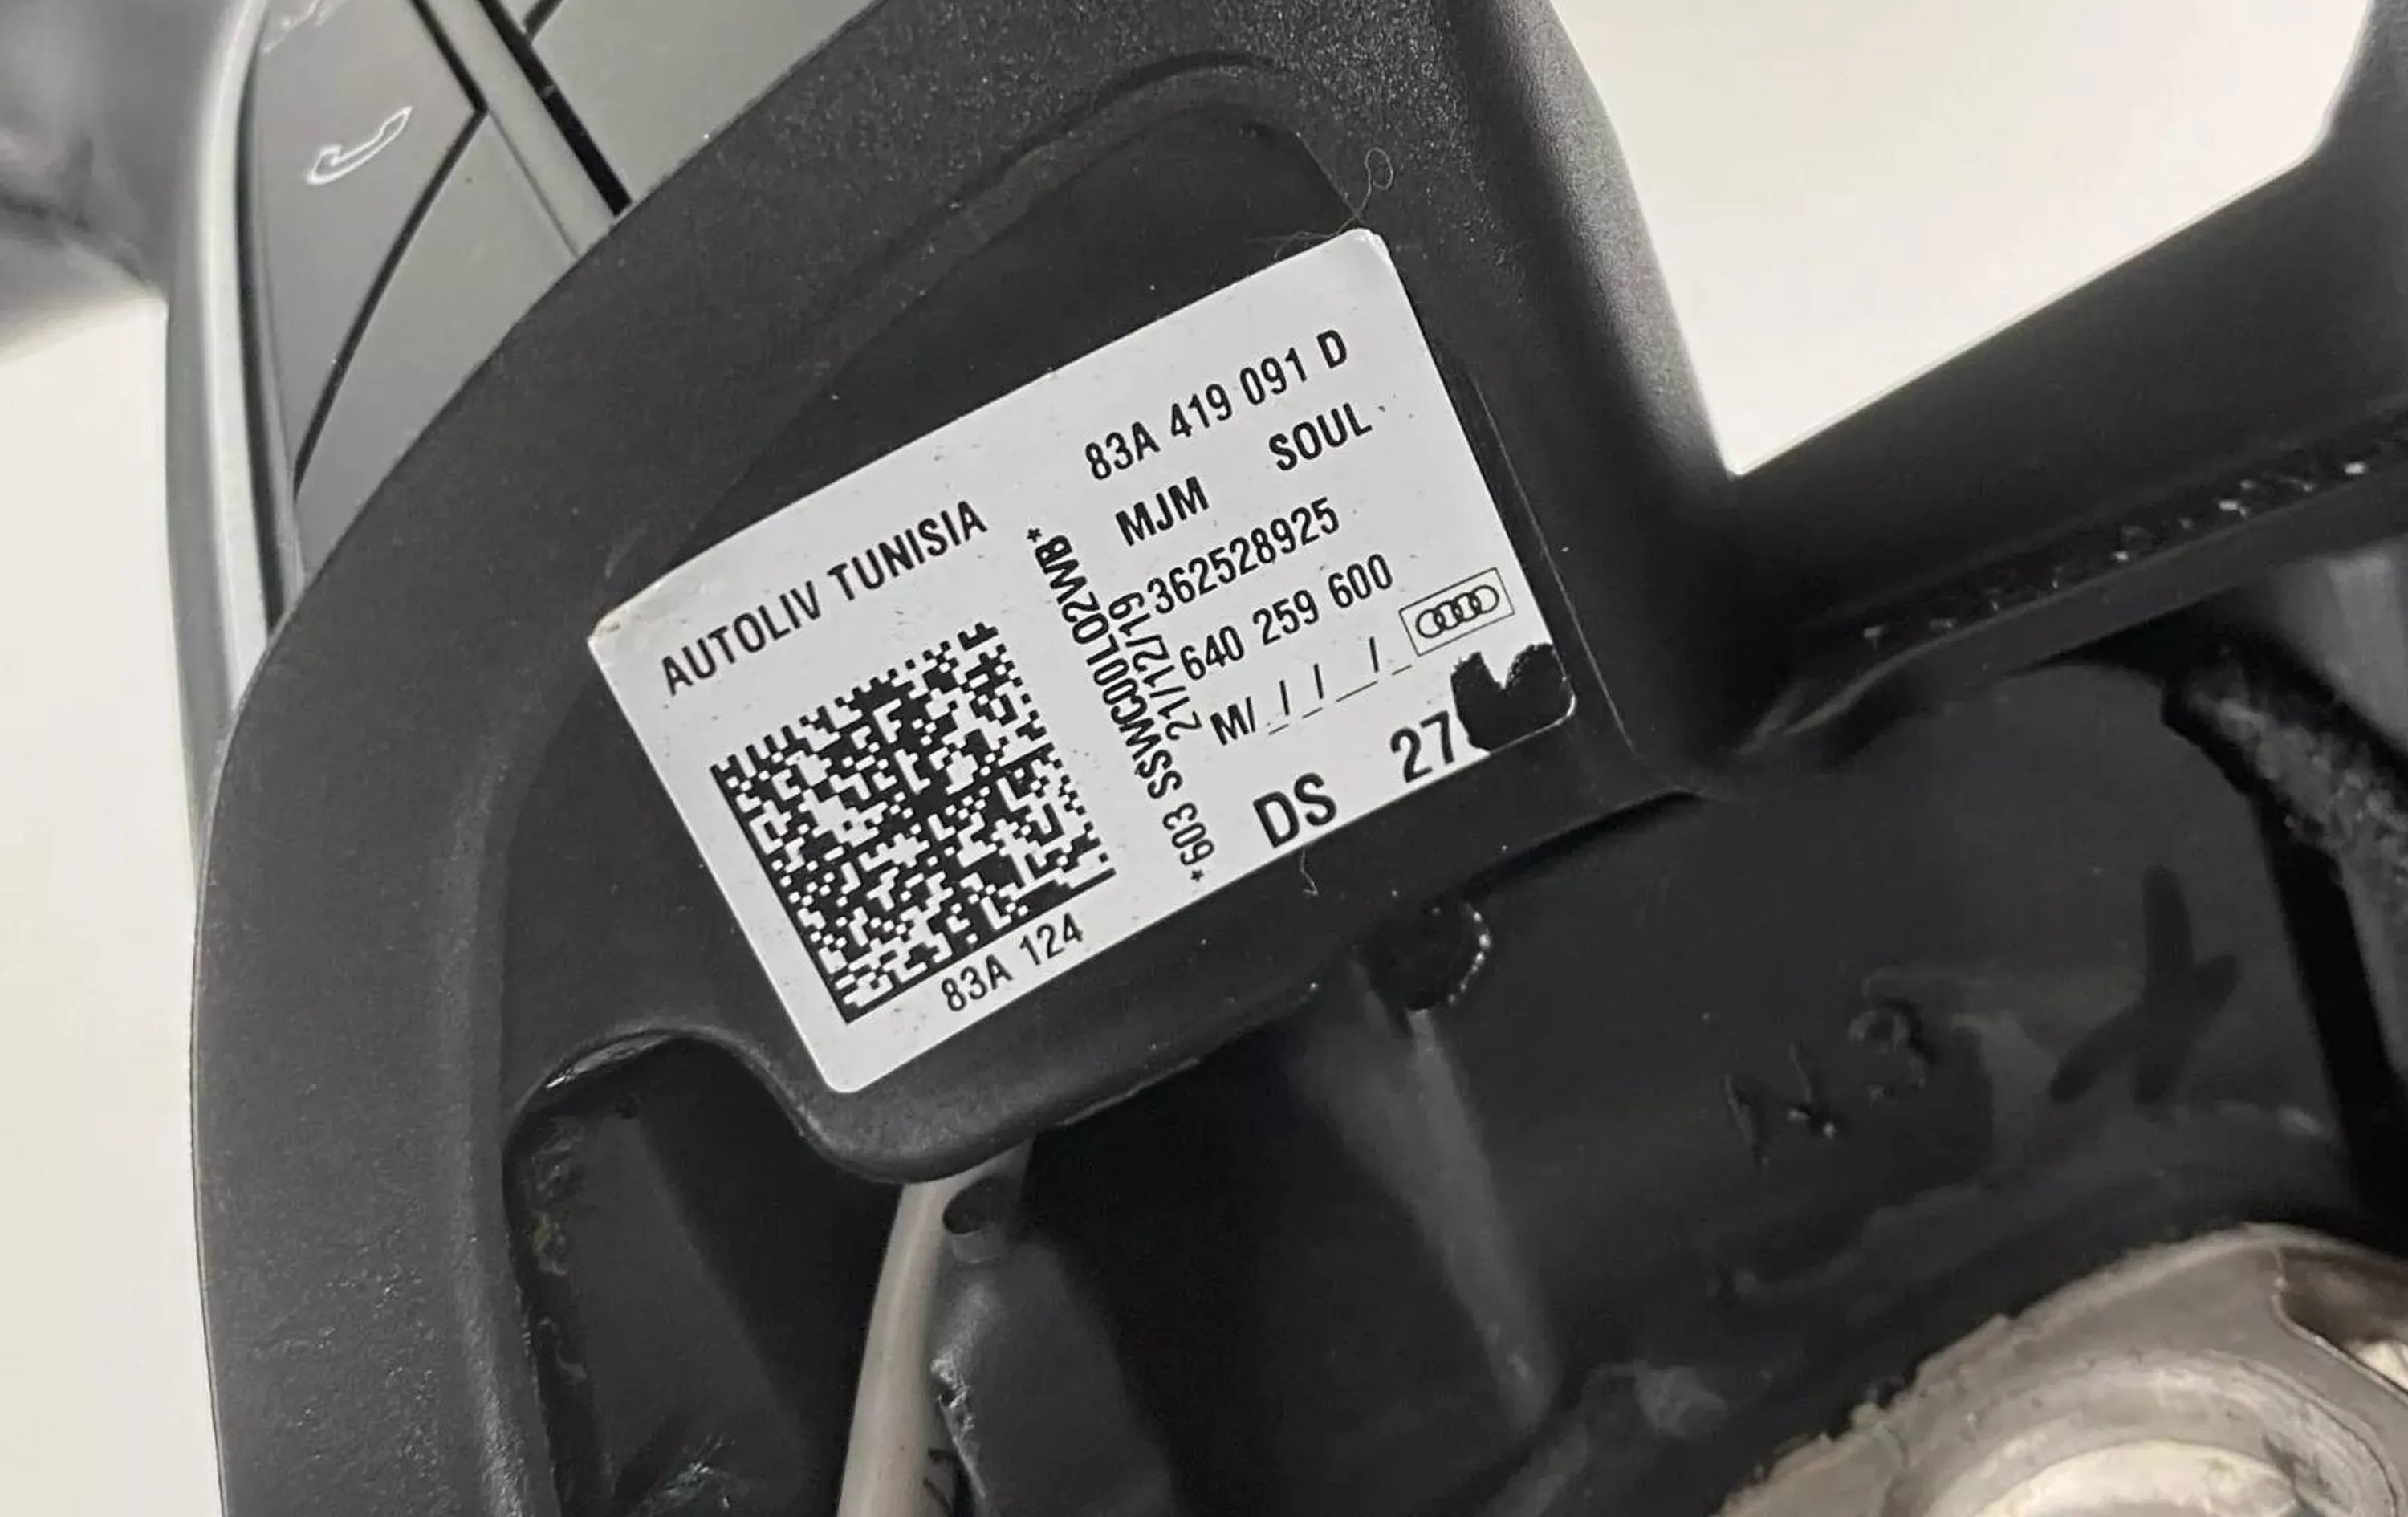 AUTOLIV TUNISIA
83A 124
*603 SSWC00L02WB*
83A 419 091 D
MJM SOUL
21/12/19 362528925
640 259 600
M/_/_/__/_
DS 27